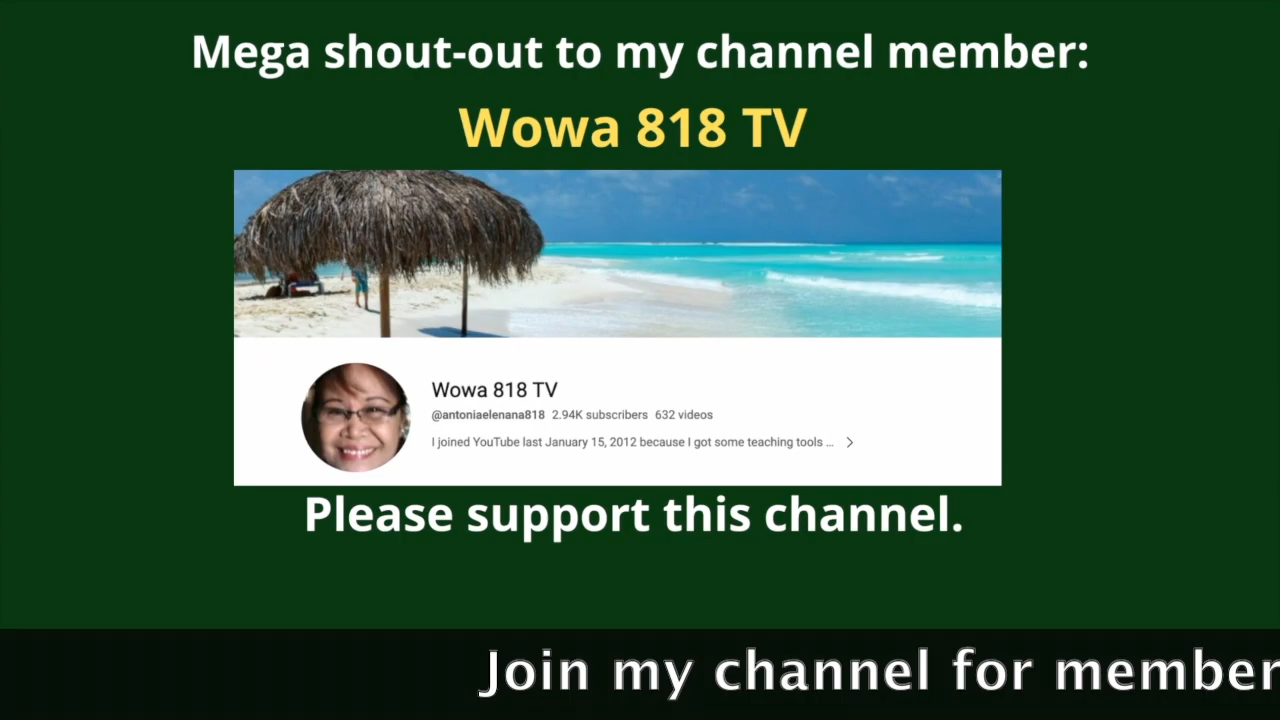 Mega shout-out to my channel member:
Wowa 818 TV
Wowa 818 TV
@antoniaelenana818 2.94K subscribers 632 videos
I joined YouTube last January 15, 2012 because I got some teaching tools ...
Please support this channel.
Join my channel for member